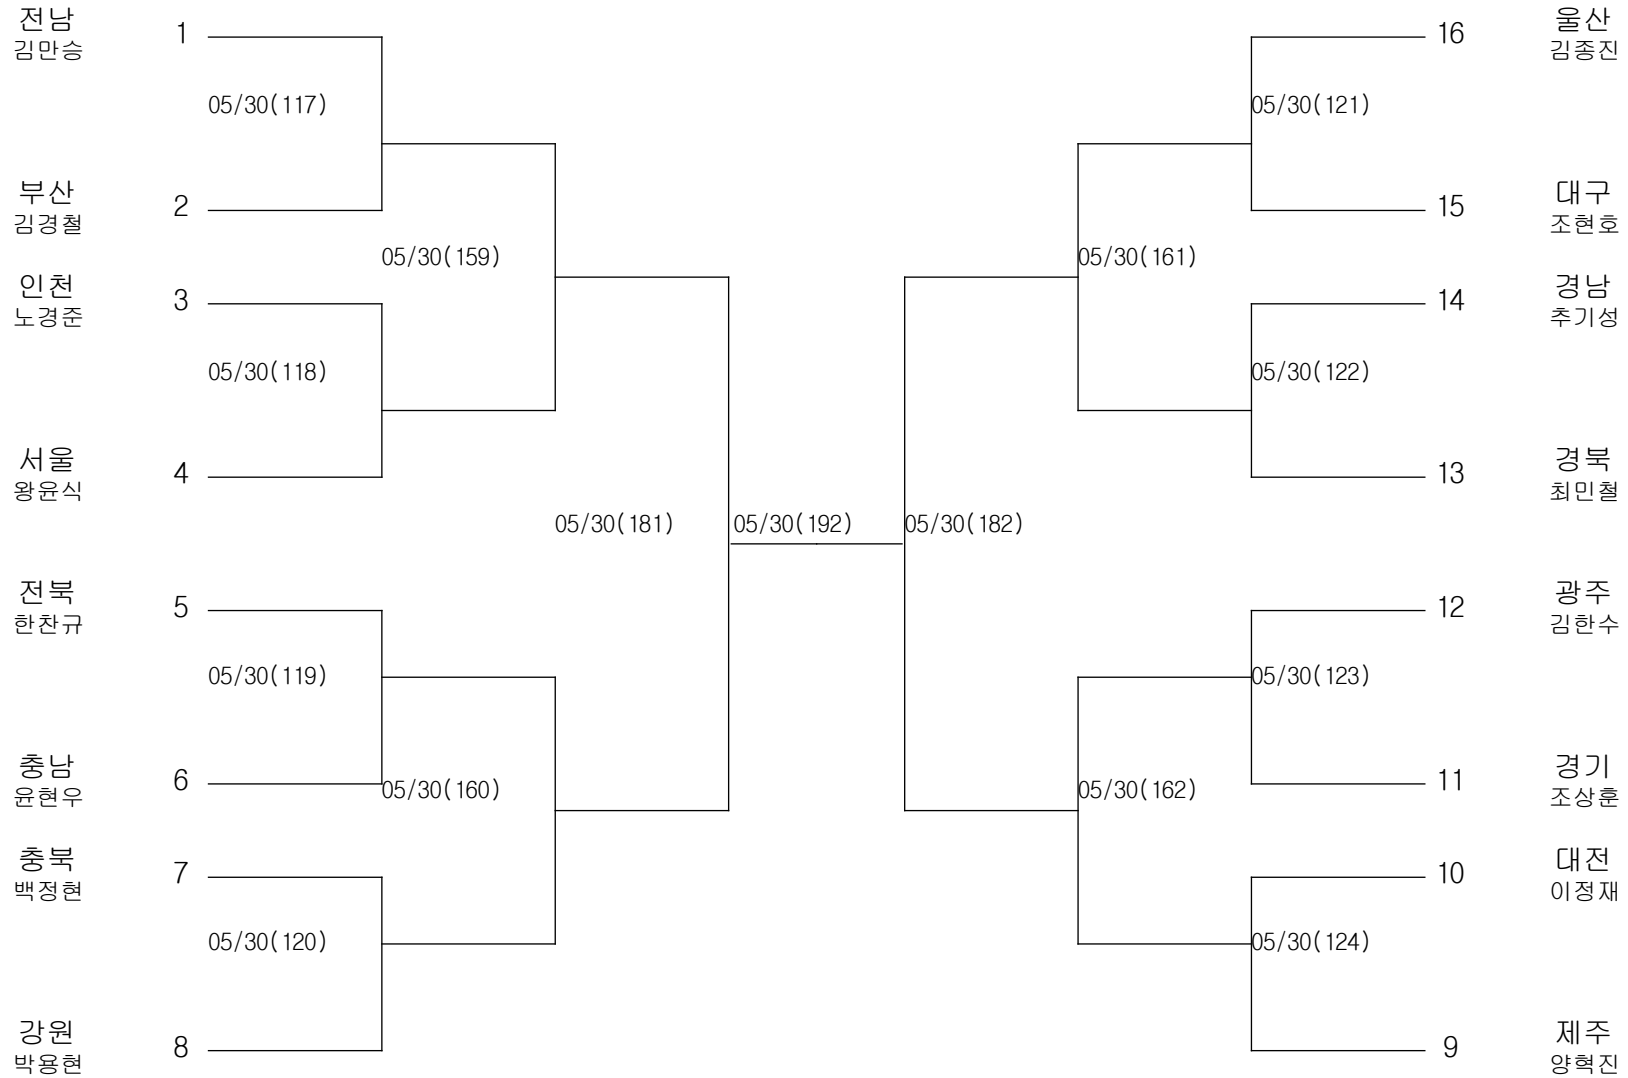 전남
김만승
1
05/30(117)
부산
김경철
2
05/30(159)
인천
노경준
3
05/30(118)
서울
왕윤식
4
05/30(181)
전북
한찬규
5
05/30(119)
충남
윤현우
6
05/30(160)
충북
백정현
7
05/30(120)
강원
박용현
8
05/30(192)
16
울산
김종진
05/30(121)
15
대구
조현호
05/30(161)
14
경남
추기성
05/30(122)
13
경북
최민철
05/30(182)
12
광주
김한수
05/30(123)
11
경기
조상훈
05/30(162)
10
대전
이정재
05/30(124)
9
제주
양혁진